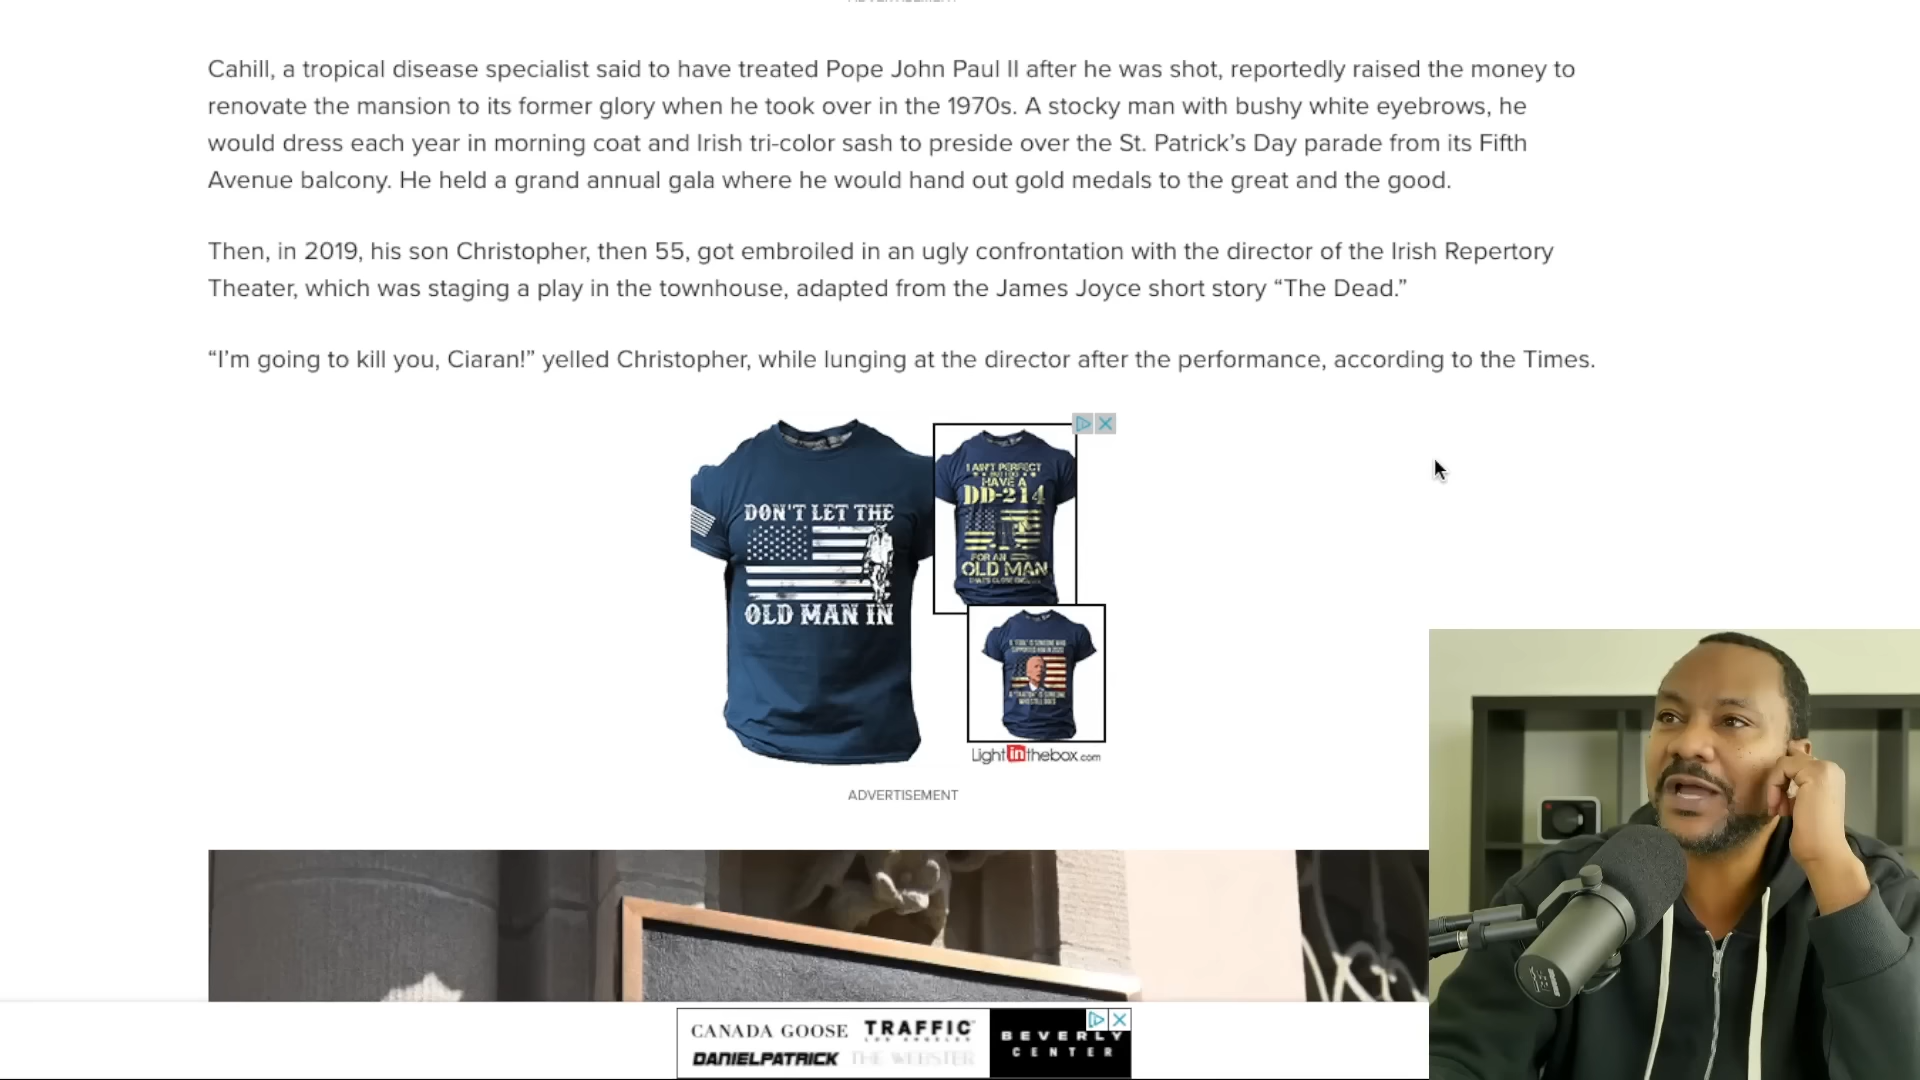 Cahill, a tropical disease specialist said to have treated Pope John Paul II after he was shot, reportedly raised the money to
renovate the mansion to its former glory when he took over in the 1970s. A stocky man with bushy white eyebrows, he
would dress each year in morning coat and Irish tri-color sash to preside over the St. Patrick’s Day parade from its Fifth
Avenue balcony. He held a grand annual gala where he would hand out gold medals to the great and the good.
Then, in 2019, his son Christopher, then 55, got embroiled in an ugly confrontation with the director of the Irish Repertory
Theater, which was staging a play in the townhouse, adapted from the James Joyce short story “The Dead.”
“I’m going to kill you, Ciaran!” yelled Christopher, while lunging at the director after the performance, according to the Times.
DON'T LET THE
OLD MAN IN
I AIN'T PERFECT
HAVE A
DD-214
FOR AN
OLD MAN
Lightinthebox.com
ADVERTISEMENT
CANADA GOOSE
TRAFFIC
LOS ANGELES
DANIELPATRICK
THE WEBSTER
BEVERLY
CENTER